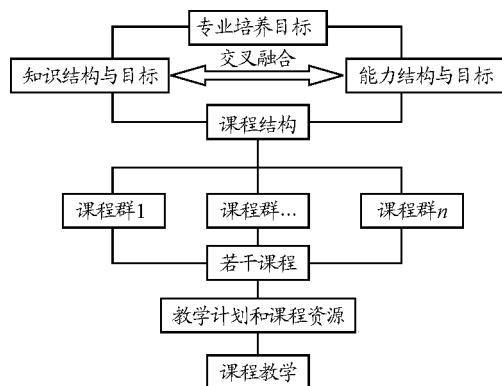 专业培养目标
交叉融合
知识结构与目标
能力结构与目标
课程结构
课程群1
课程群…
课程群n
若干课程
教学计划和课程资源
课程教学